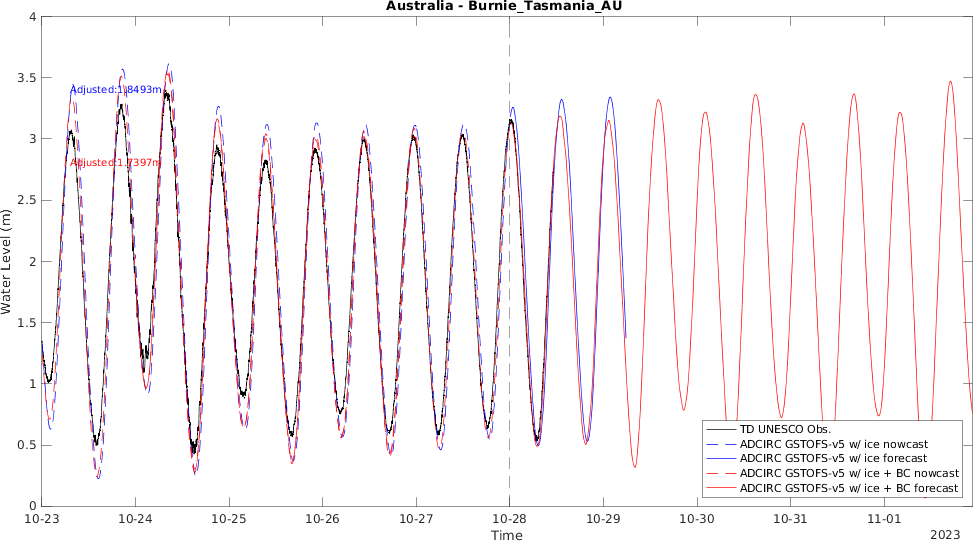 Australia - Burnie_Tasmania_AU
4
3.5
3
2.5
2
1.5
1
0.5
0
Water Level (m)
Adjusted:1.8493m
Adjusted:1.7397m
TD UNESCO Obs.
ADCIRC GSTOFS-v5 w/ ice nowcast
ADCIRC GSTOFS-v5 w/ ice forecast
ADCIRC GSTOFS-v5 w/ ice + BC nowcast
ADCIRC GSTOFS-v5 w/ ice + BC forecast
10-23 10-24 10-25 10-26 10-27 10-28 10-29 10-30 10-31 11-01
Time
2023